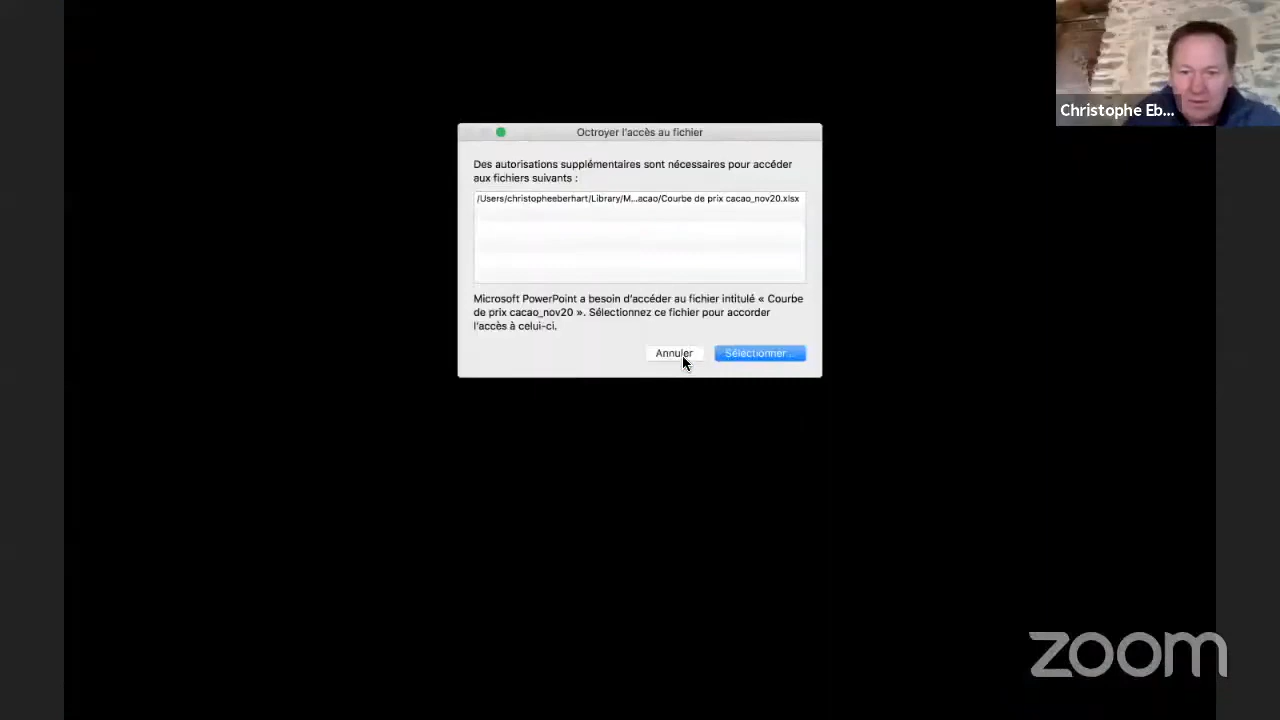 Octroyer l'accès au fichier
Christophe Eb...
Des autorisations supplémentaires sont nécessaires pour accéder
aux fichiers suivants :
/Users/christopheeberhart/Library/M...acao/Courbe de prix cacao_nov20.xlsx
Microsoft PowerPoint a besoin d'accéder au fichier intitulé « Courbe
de prix cacao_nov20 ». Sélectionnez ce fichier pour accorder
l'accès à celui-ci.
Annuler Sélectionner...
zoom